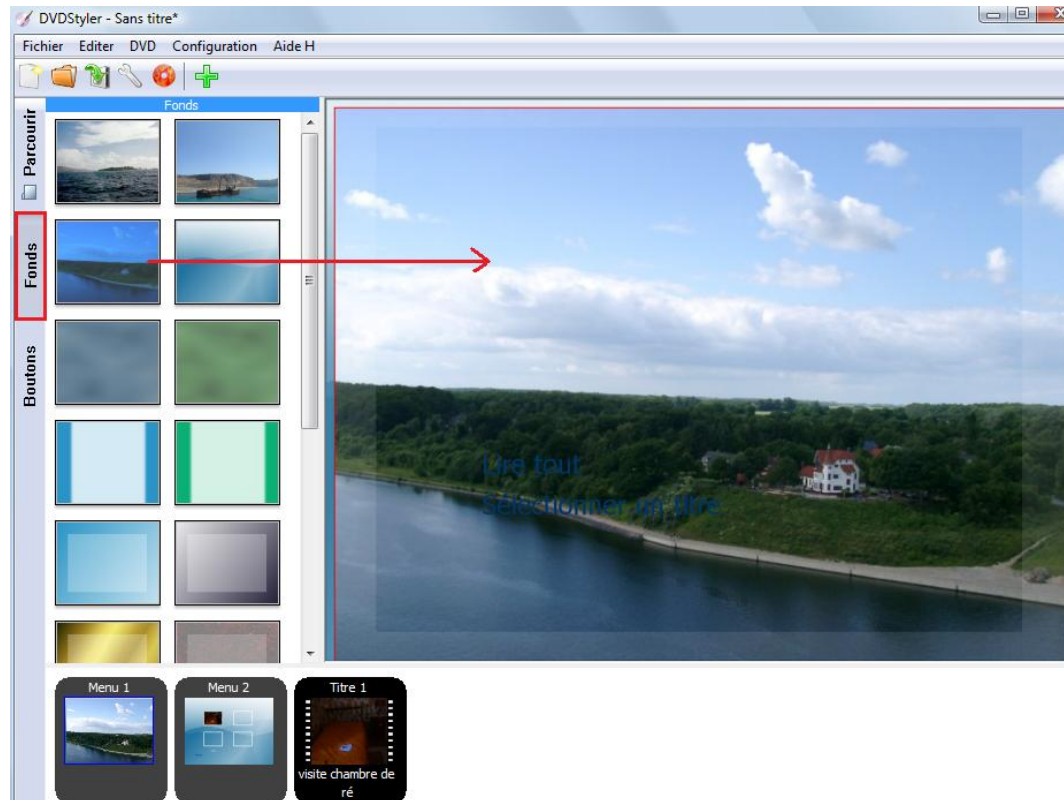 DVDStyler - Sans titre*
Fichier Editer DVD Configuration Aide H
Fonds
Parcourir
Fonds
Boutons
Lire tout
Sélectionner un titre
Menu 1
Menu 2
Titre 1
visite chambre de
ré